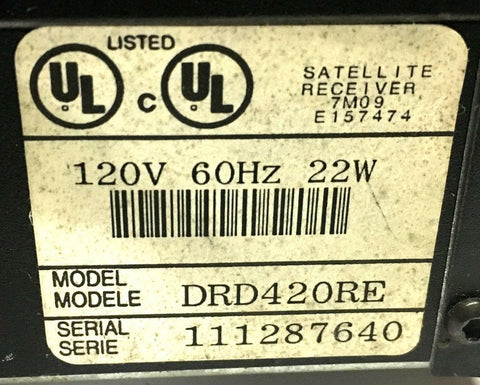 LISTED
UL C UL
SATELLITE
RECEIVER
7M09
E157474
120V 60Hz 22W
MODEL
MODELE DRD420RE
SERIAL
SERIE 111287640